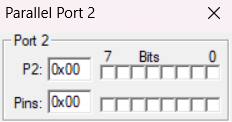 Parallel Port 2
Port 2
7 Bits 0
P2: 0x00
Pins: 0x00